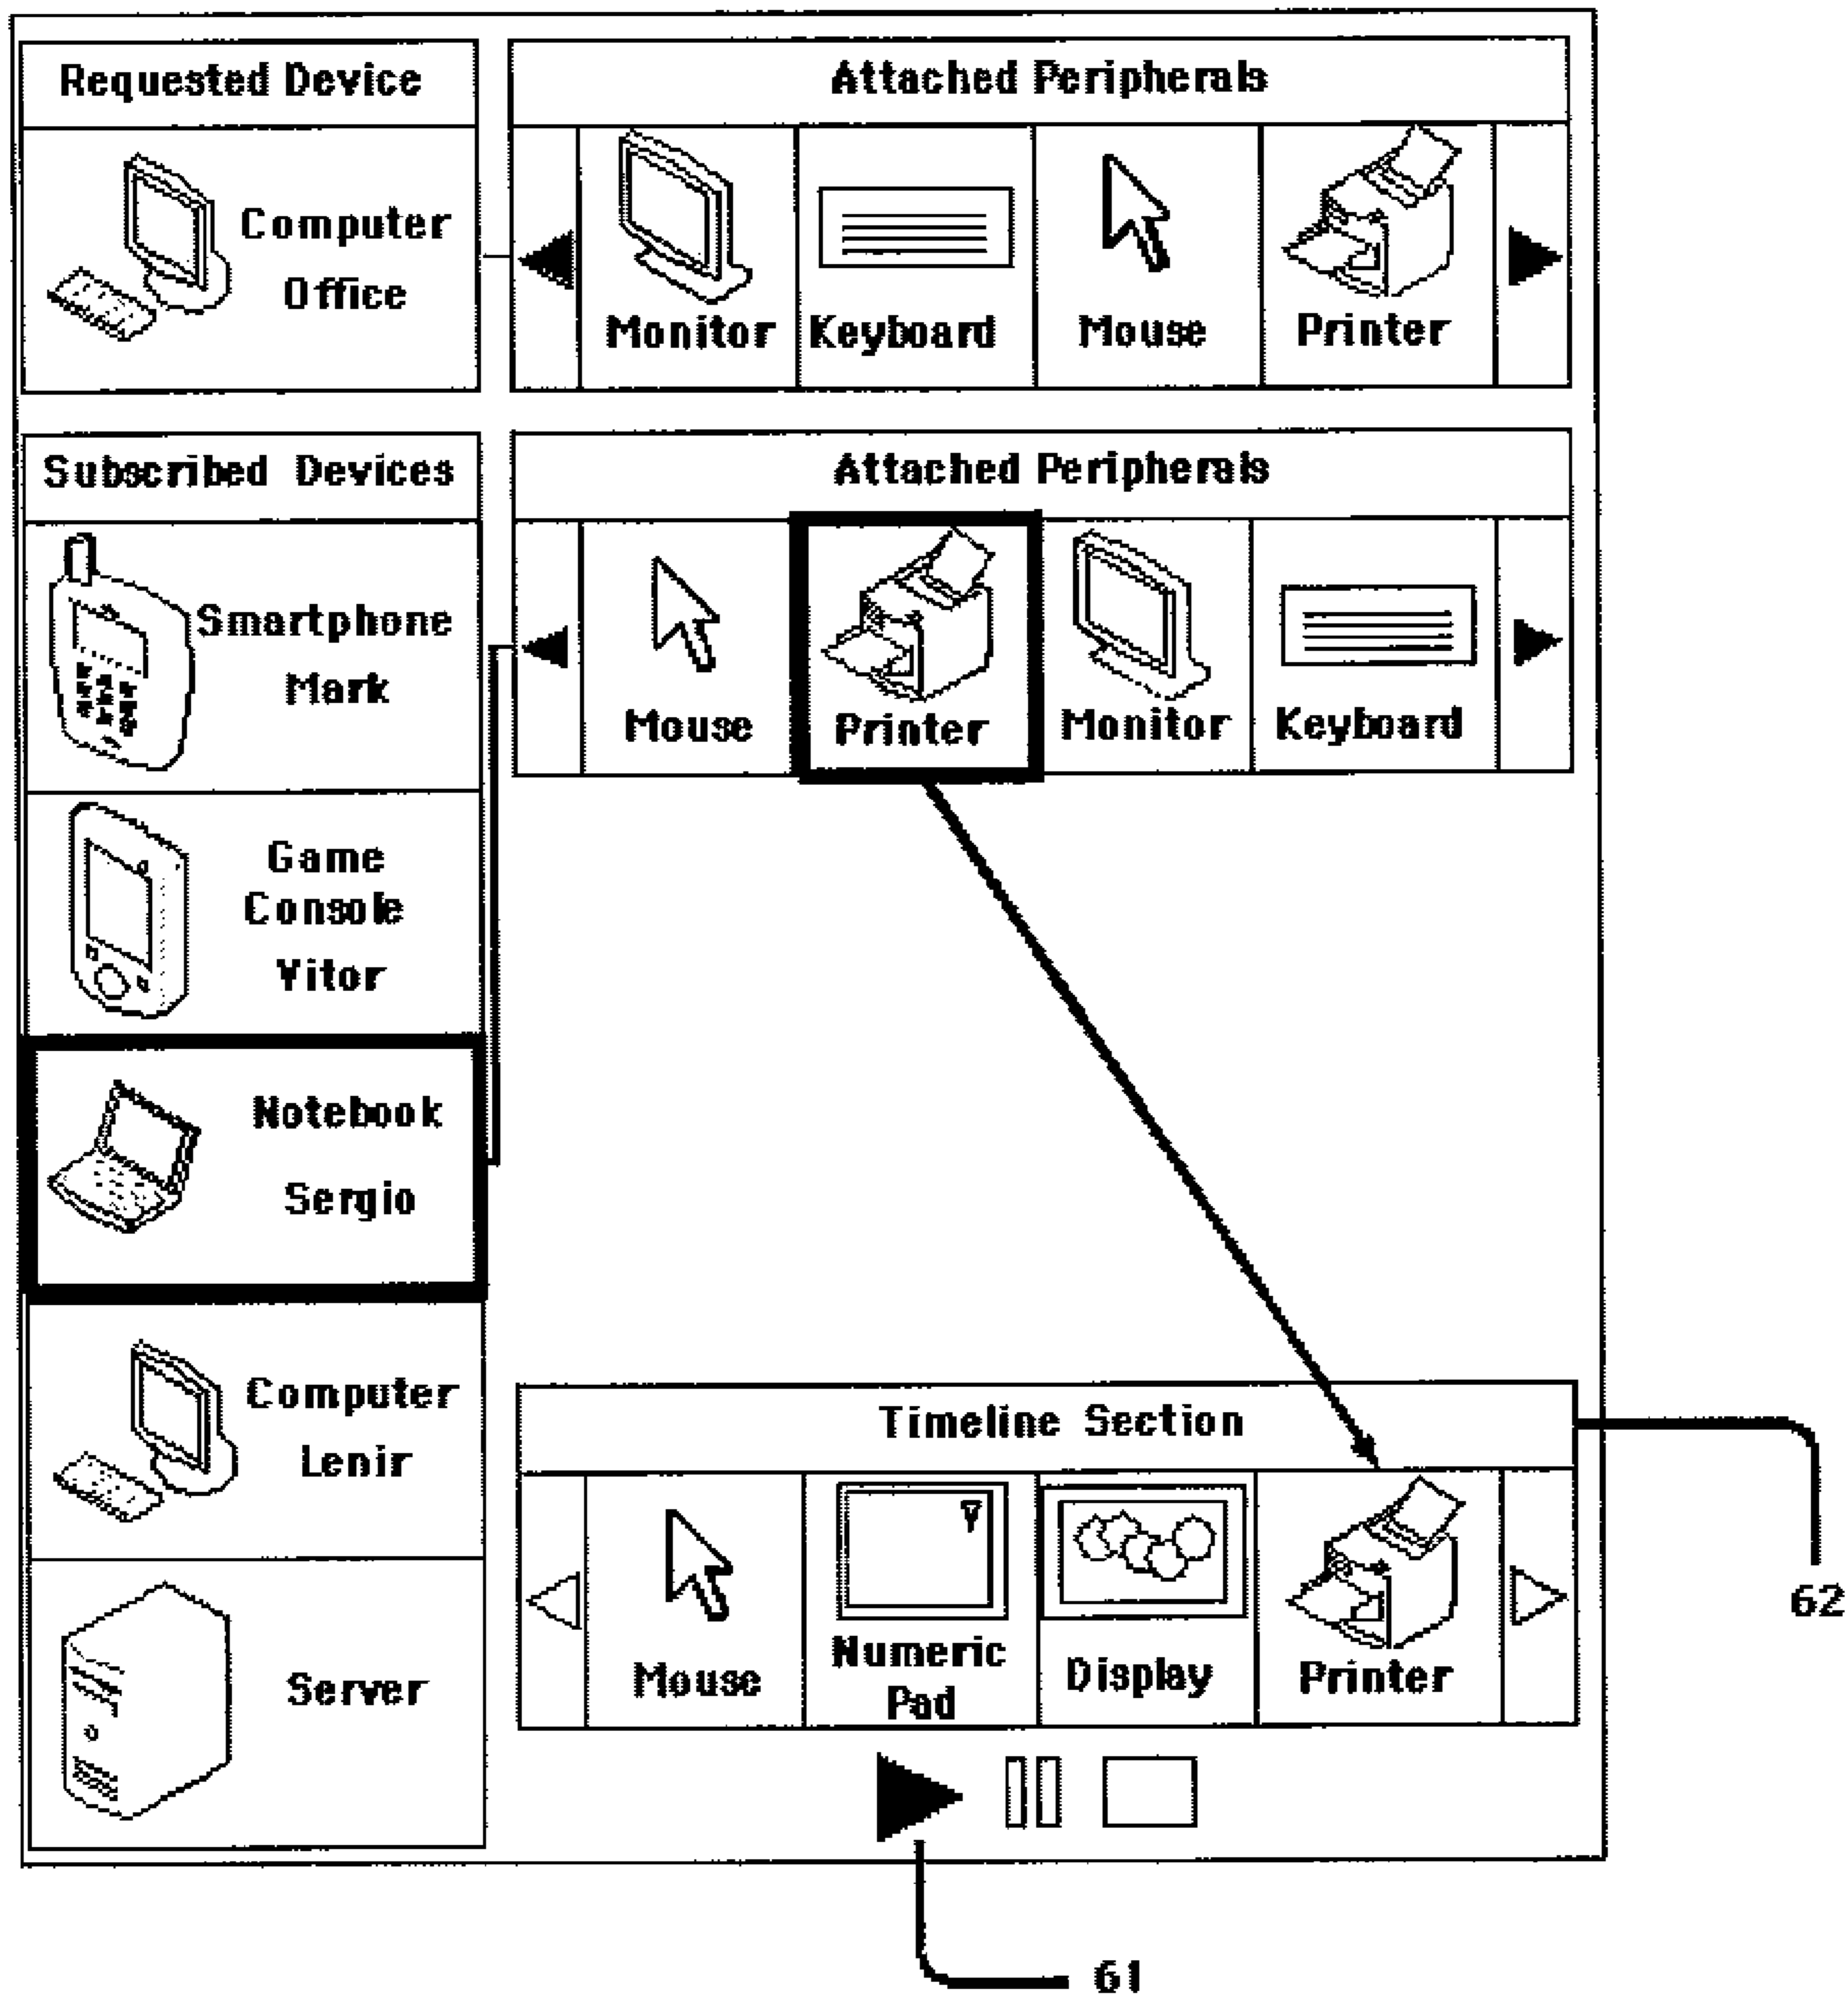 Requested Device
Computer
Office
Attached Peripherals
Monitor
Keyboard
Mouse
Printer
Subscribed Devices
Smartphone
Mark
Game
Console
Vitor
Notebook
Sergio
Computer
Lenir
Server
Attached Peripherals
Mouse
Printer
Monitor
Keyboard
Timeline Section
Mouse
Numeric
Pad
Display
Printer
62
61